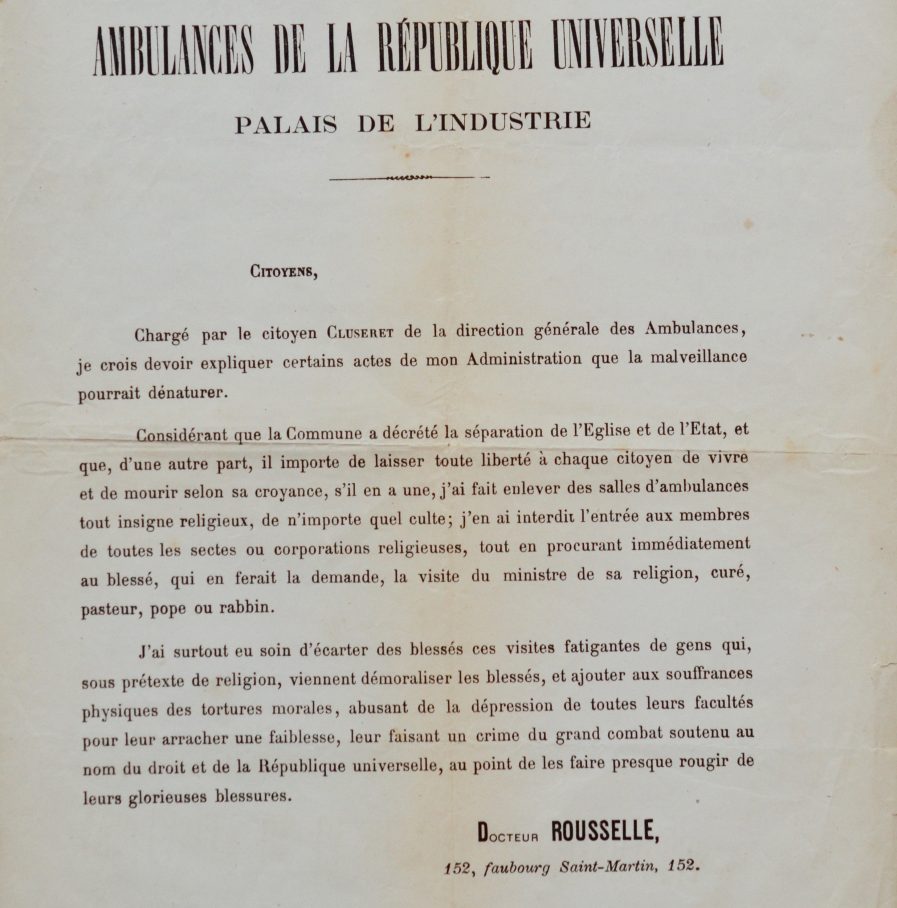 AMBULANCES DE LA RÉPUBLIQUE UNIVERSELLE
PALAIS DE L'INDUSTRIE
CITOYENS,
Chargé par le citoyen CLUSERET de la direction générale des Ambulances,
je crois devoir expliquer certains actes de mon Administration que la malveillance
pourrait dénaturer.
Considérant que la Commune a décrété la séparation de l'Eglise et de l'Etat, et
que, d'une autre part, il importe de laisser toute liberté à chaque citoyen de vivre
et de mourir selon sa croyance, s'il en a une, j'ai fait enlever des salles d'ambulances
tout insigne religieux, de n'importe quel culte; j'en ai interdit l'entrée aux membres
de toutes les sectes ou corporations religieuses, tout en procurant immédiatement
au blessé, qui en ferait la demande, la visite du ministre de sa religion, curé,
pasteur, pope ou rabbin.
J'ai surtout eu soin d'écarter des blessés ces visites fatigantes de gens qui,
sous prétexte de religion, viennent démoraliser les blessés, et ajouter aux souffrances
physiques des tortures morales, abusant de la dépression de toutes leurs facultés
pour leur arracher une faiblesse, leur faisant un crime du grand combat soutenu au
nom du droit et de la République universelle, au point de les faire presque rougir de
leurs glorieuses blessures.
DOCTEUR ROUSSELLE,
152, faubourg Saint-Martin, 152.